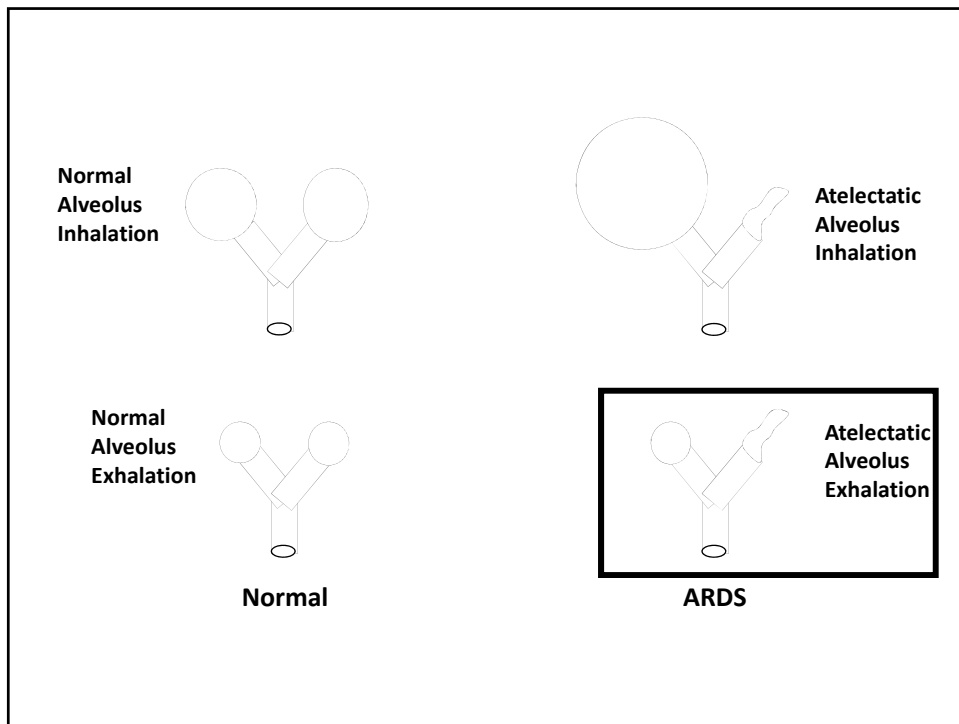 Normal
Alveolus
Inhalation
Atelectatic
Alveolus
Inhalation
Normal
Alveolus
Exhalation
Atelectatic
Alveolus
Exhalation
Normal
ARDS